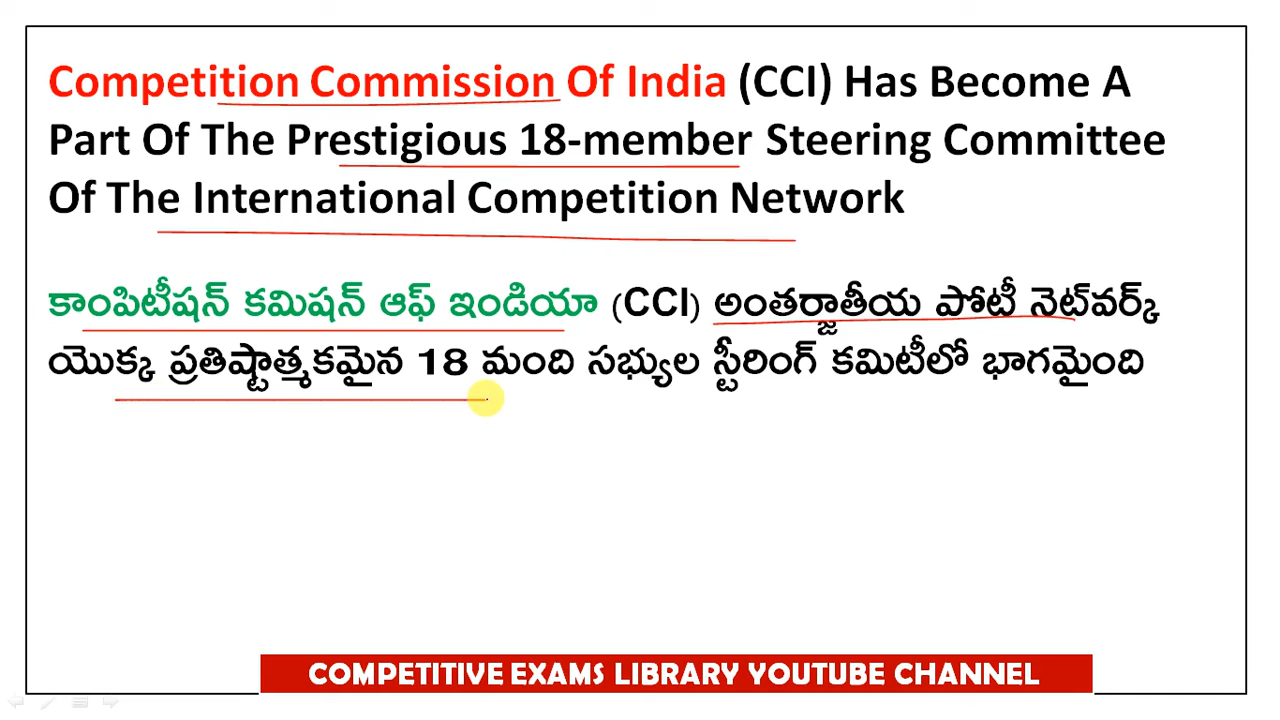 Competition Commission Of India (CCI) Has Become A
Part Of The Prestigious 18-member Steering Committee
Of The International Competition Network
కాంపిటీషన్ కమిషన్ ఆఫ్ ఇండియా (CCI) అంతర్జాతీయ పోటీ నెట్‌వర్క్
యొక్క ప్రతిష్టాత్మకమైన 18 మంది సభ్యుల స్టీరింగ్ కమిటీలో భాగమైంది
COMPETITIVE EXAMS LIBRARY YOUTUBE CHANNEL